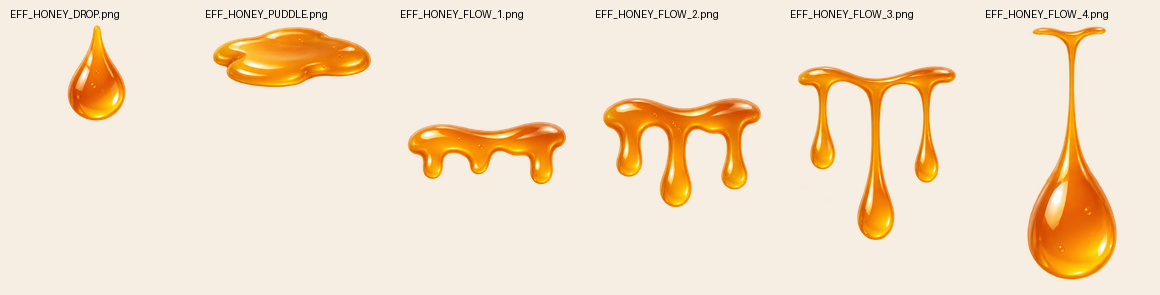 EFF_HONEY_DROP.png
EFF_HONEY_PUDDLE.png
EFF_HONEY_FLOW_1.png
EFF_HONEY_FLOW_2.png
EFF_HONEY_FLOW_3.png
EFF_HONEY_FLOW_4.png